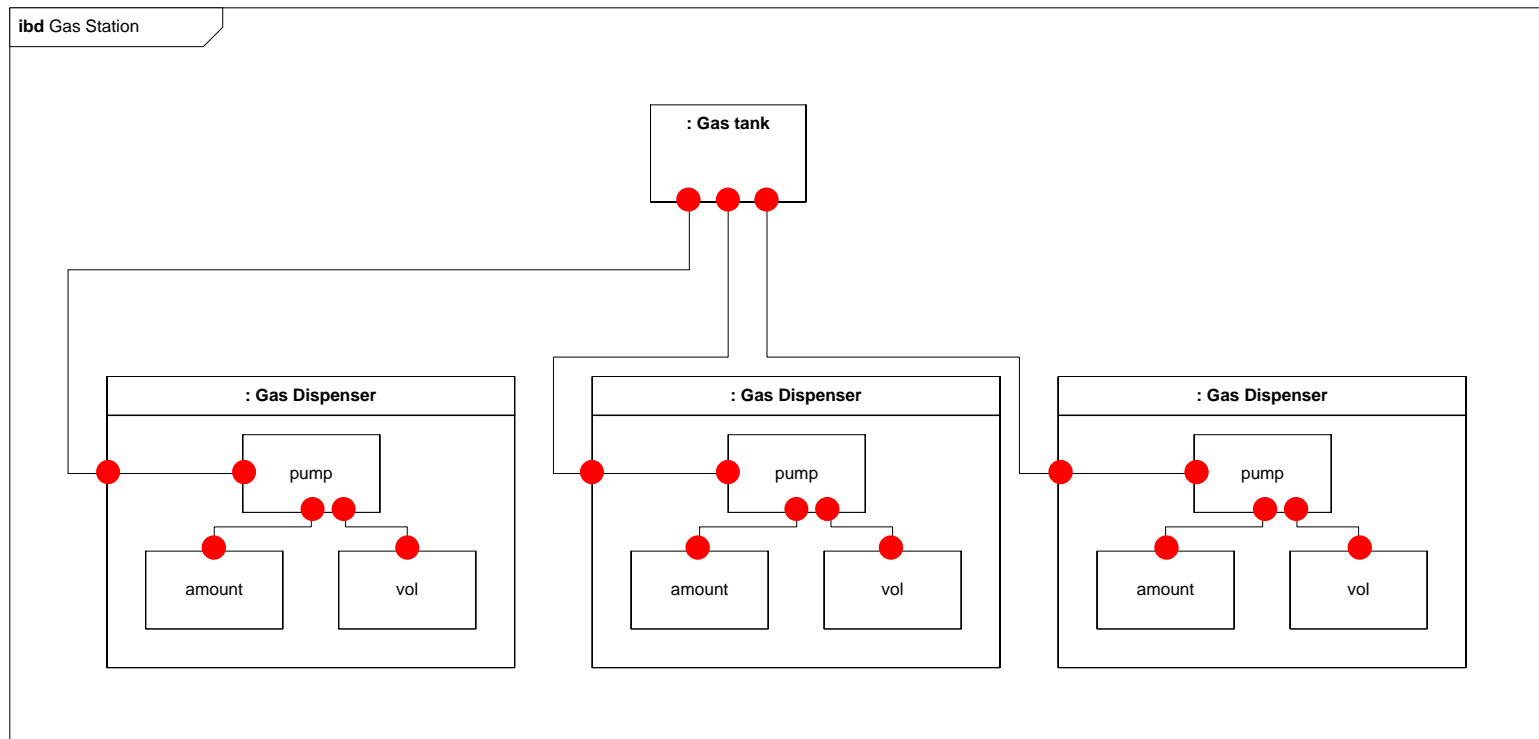 ibd Gas Station
: Gas tank
: Gas Dispenser
: Gas Dispenser
: Gas Dispenser
pump
pump
pump
amount
vol
amount
vol
amount
vol